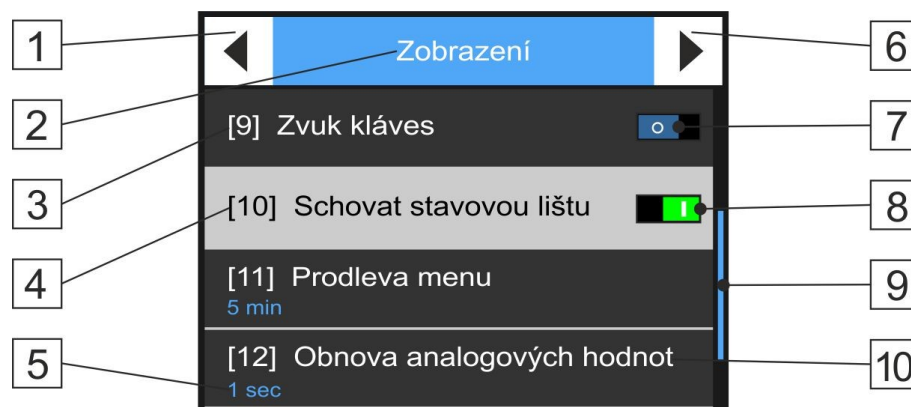 1
Zobrazení
6
2
[9] Zvuk kláves
7
3
[10] Schovat stavovou lištu
8
4
[11] Prodleva menu
5 min
9
5
[12] Obnova analogových hodnot
1 sec
10